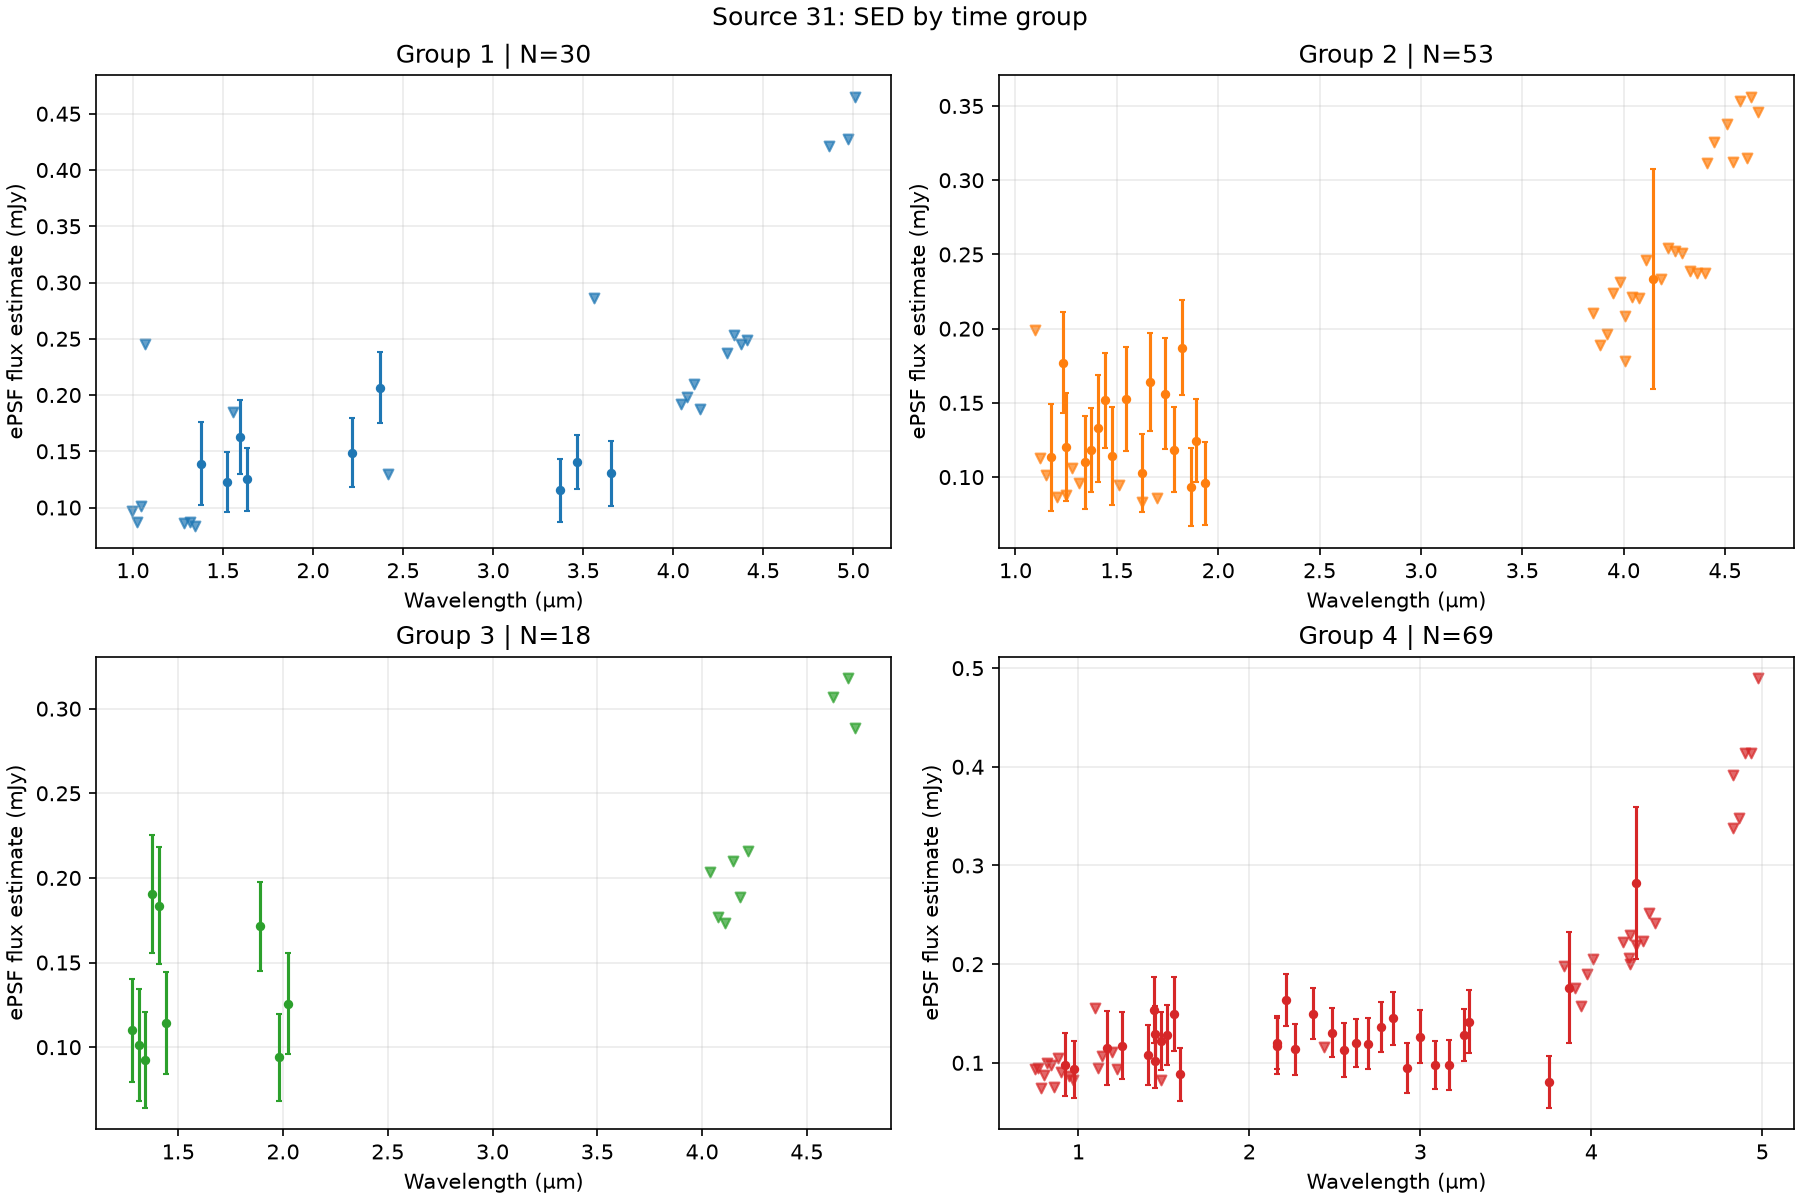 Source 31: SED by time group
Group 1 | N=30
ePSF flux estimate (mJy)
0.45
0.40
0.35
0.30
0.25
0.20
0.15
0.10
1.0 1.5 2.0 2.5 3.0 3.5 4.0 4.5 5.0
Wavelength (μm)
Group 2 | N=53
ePSF flux estimate (mJy)
0.35
0.30
0.25
0.20
0.15
0.10
1.0 1.5 2.0 2.5 3.0 3.5 4.0 4.5
Wavelength (μm)
Group 3 | N=18
ePSF flux estimate (mJy)
0.30
0.25
0.20
0.15
0.10
1.5 2.0 2.5 3.0 3.5 4.0 4.5
Wavelength (μm)
Group 4 | N=69
ePSF flux estimate (mJy)
0.5
0.4
0.3
0.2
0.1
1 2 3 4 5
Wavelength (μm)